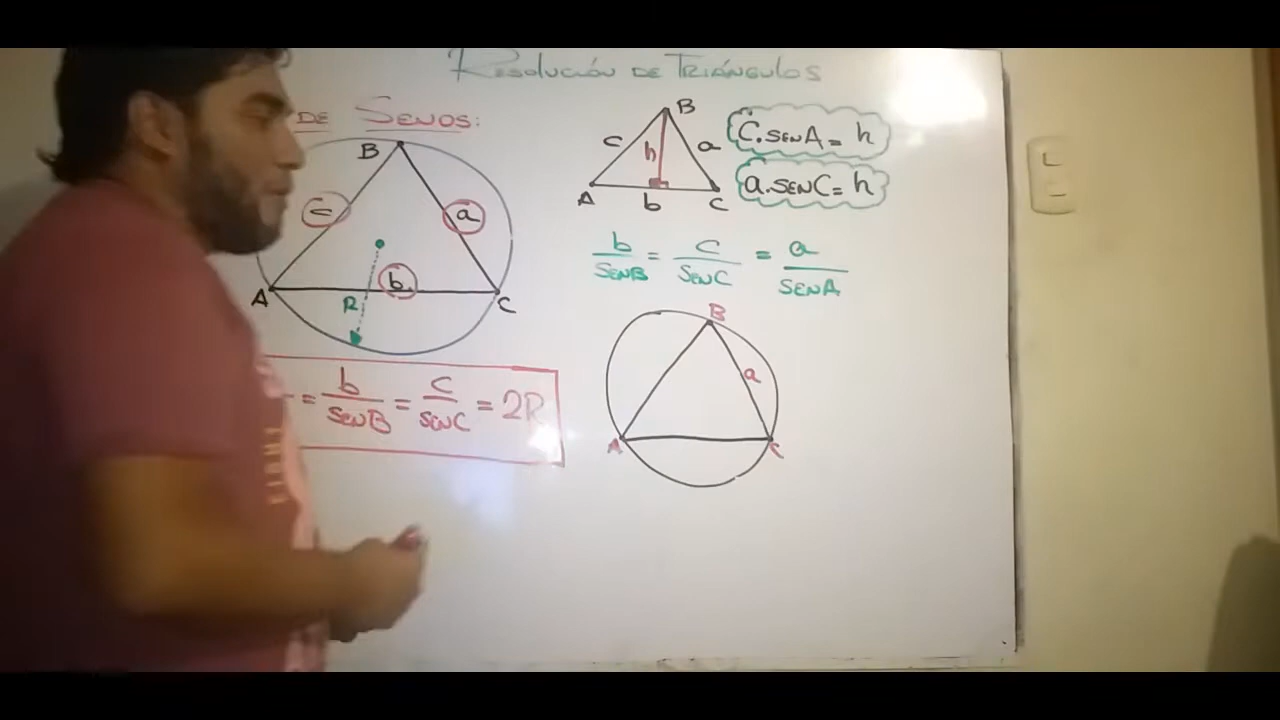 Resolución de Triángulos
DE Senos:
B
c
a
b
A
C
R
= b/SenB = c/SenC = 2R
B
c
h
a
A
b
C
C.senA = h
a.senC = h
b/SenB = c/SenC = a/SenA
B
a
A
C